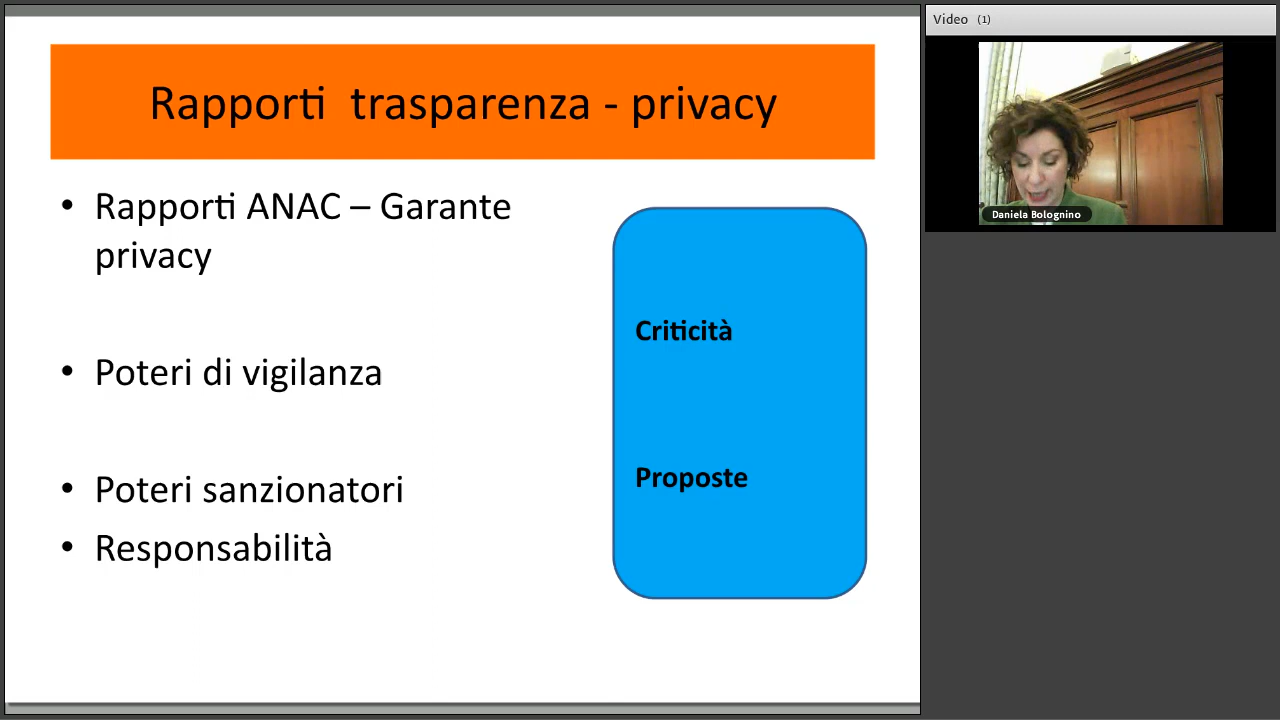 Rapporti trasparenza - privacy
• Rapporti ANAC – Garante
privacy
• Poteri di vigilanza
• Poteri sanzionatori
• Responsabilità
Criticità
Proposte
Video (1)
Daniela Bolognino